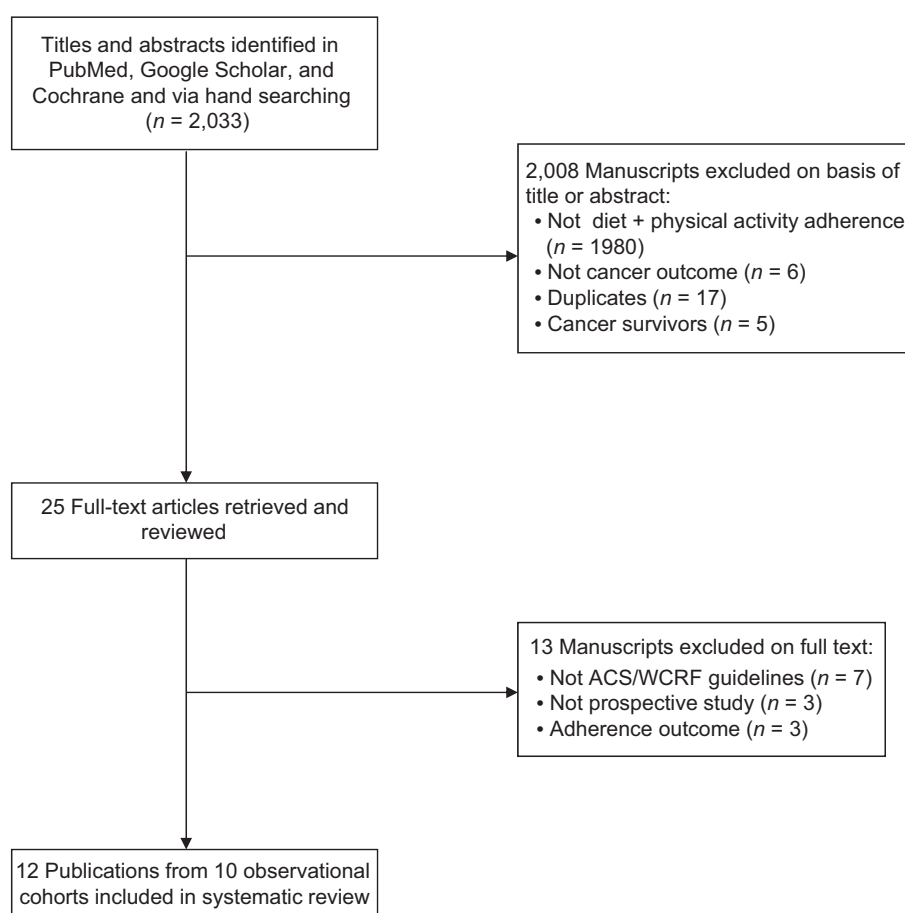 Titles and abstracts identified in
PubMed, Google Scholar, and
Cochrane and via hand searching
(n = 2,033)
2,008 Manuscripts excluded on basis of
title or abstract:
• Not diet + physical activity adherence
(n = 1980)
• Not cancer outcome (n = 6)
• Duplicates (n = 17)
• Cancer survivors (n = 5)
25 Full-text articles retrieved and
reviewed
13 Manuscripts excluded on full text:
• Not ACS/WCRF guidelines (n = 7)
• Not prospective study (n = 3)
• Adherence outcome (n = 3)
12 Publications from 10 observational
cohorts included in systematic review